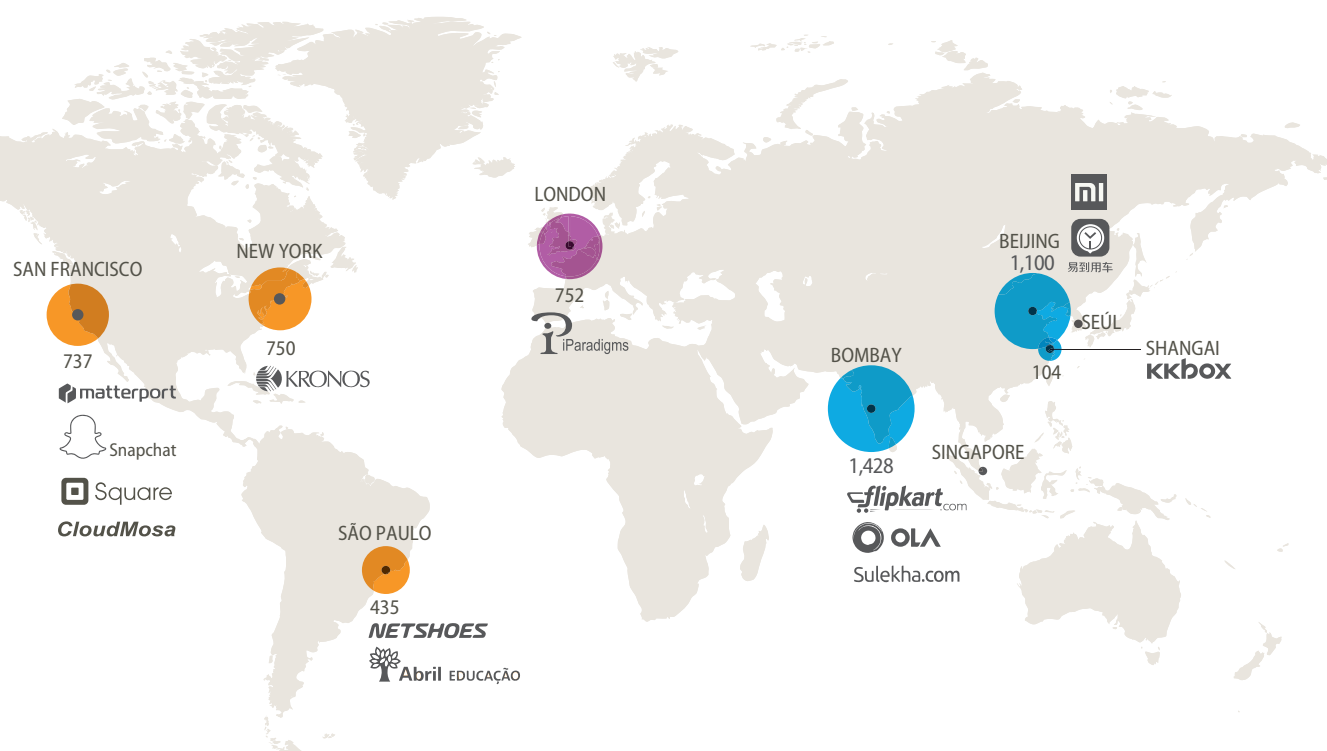 SAN FRANCISCO
737
matterport
Snapchat
Square
CloudMosa
NEW YORK
750
KRONOS
SÃO PAULO
435
NETSHOES
Abril EDUCAÇÃO
LONDON
752
iP
iParadigms
BOMBAY
1,428
flipkart.com
OLA
Sulekha.com
SINGAPORE
mi
易到用车
BEIJING
1,100
SEÚL
SHANGAI
104
KKBOX